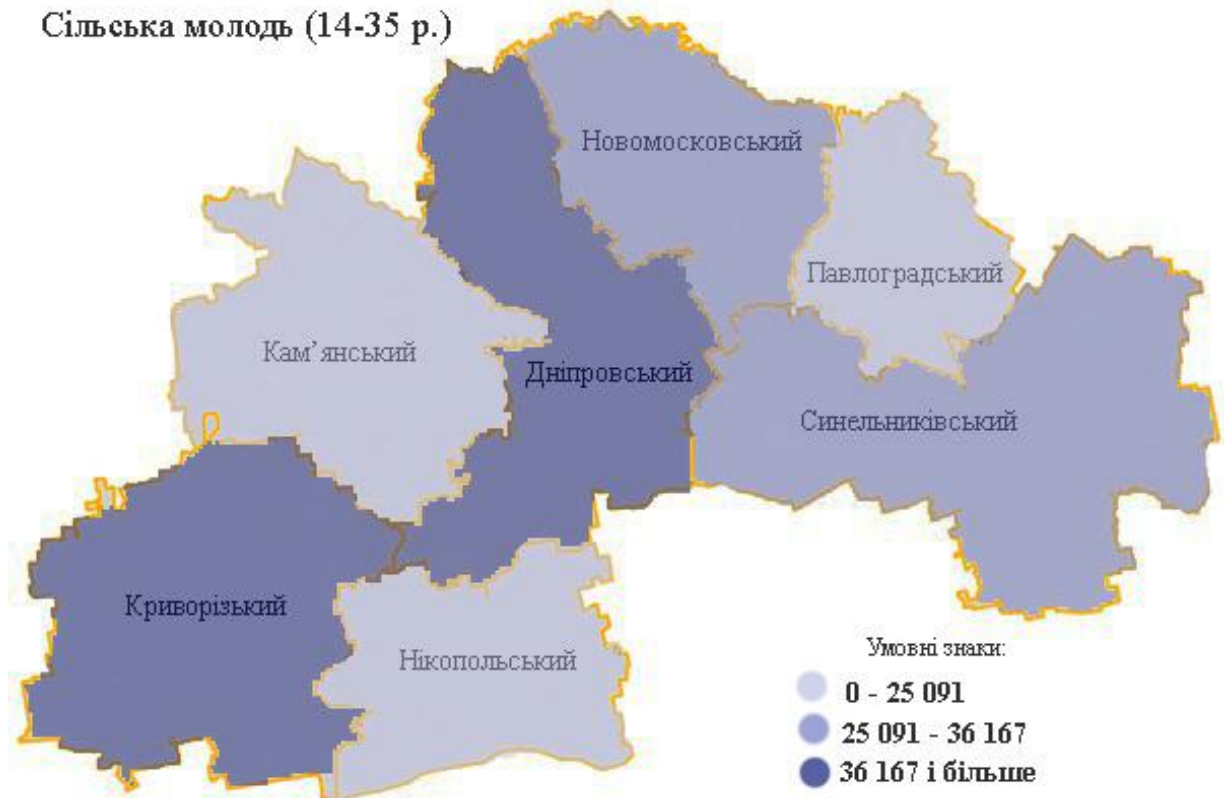 Сільська молодь (14-35 р.)
Новомосковський
Павлоградський
Кам’янський
Дніпровський
Синельниківський
Криворізький
Нікопольський
Умовні знаки:
0 - 25 091
25 091 - 36 167
36 167 і більше